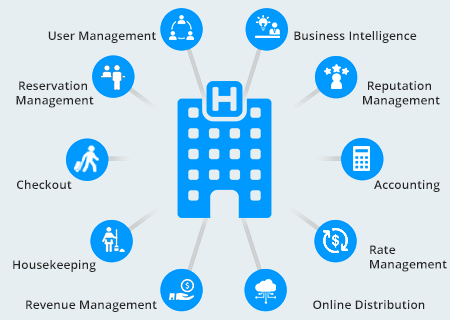 User Management
Business Intelligence
Reservation
Management
Reputation
Management
H
Checkout
Accounting
Housekeeping
Rate
Management
Revenue Management
Online Distribution